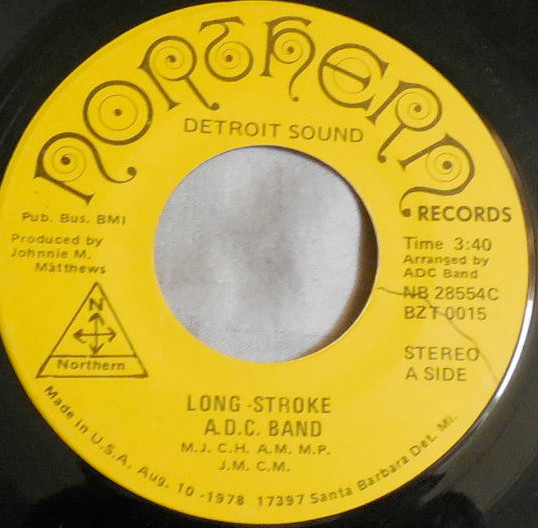 NORTHERN
DETROIT SOUND
RECORDS
Pub. Bus. BMI
Produced by
Johnnie M.
Matthews
Time 3:40
Arranged by
ADC Band
NB 28554C
BZT 0015
N
Northern
STEREO
A SIDE
LONG-STROKE
A.D.C. BAND
M.J. C.H. A.M. M.P.
J.M. C.M.
Made in U.S.A. Aug. 10-1978 17397 Santa Barbara Det. Mi.